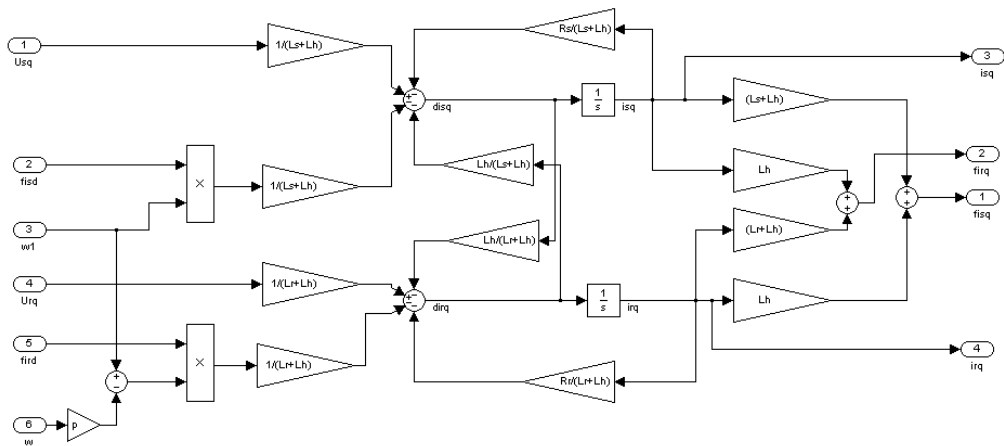 1
Usq
1/(Ls+Lh)
Rs/(Ls+Lh)
3
isq
disq
1
s
isq
(Ls+Lh)
2
fisd
×
1/(Ls+Lh)
Lh/(Ls+Lh)
Lh
2
firq
3
w1
Lh/(Lr+Lh)
(Lr+Lh)
1
fisq
4
Urq
1/(Lr+Lh)
dirq
1
s
irq
Lh
5
fird
×
1/(Lr+Lh)
Rr/(Lr+Lh)
4
irq
6
w
p